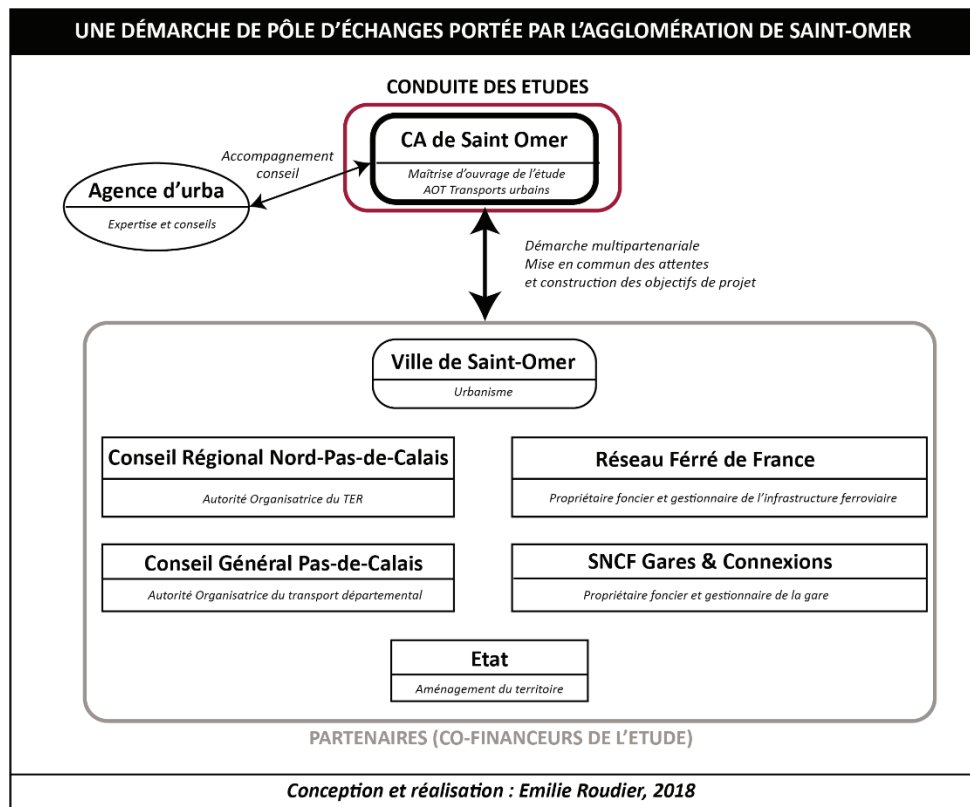 UNE DÉMARCHE DE PÔLE D'ÉCHANGES PORTÉE PAR L'AGGLOMÉRATION DE SAINT-OMER
CONDUITE DES ETUDES
CA de Saint Omer
Maîtrise d'ouvrage de l'étude
AOT Transports urbains
Accompagnement
conseil
Agence d'urba
Expertise et conseils
Démarche multipartenariale
Mise en commun des attentes
et construction des objectifs de projet
Ville de Saint-Omer
Urbanisme
Conseil Régional Nord-Pas-de-Calais
Autorité Organisatrice du TER
Réseau Férré de France
Propriétaire foncier et gestionnaire de l'infrastructure ferroviaire
Conseil Général Pas-de-Calais
Autorité Organisatrice du transport départemental
SNCF Gares & Connexions
Propriétaire foncier et gestionnaire de la gare
Etat
Aménagement du territoire
PARTENAIRES (CO-FINANCEURS DE L'ETUDE)
Conception et réalisation : Emilie Roudier, 2018